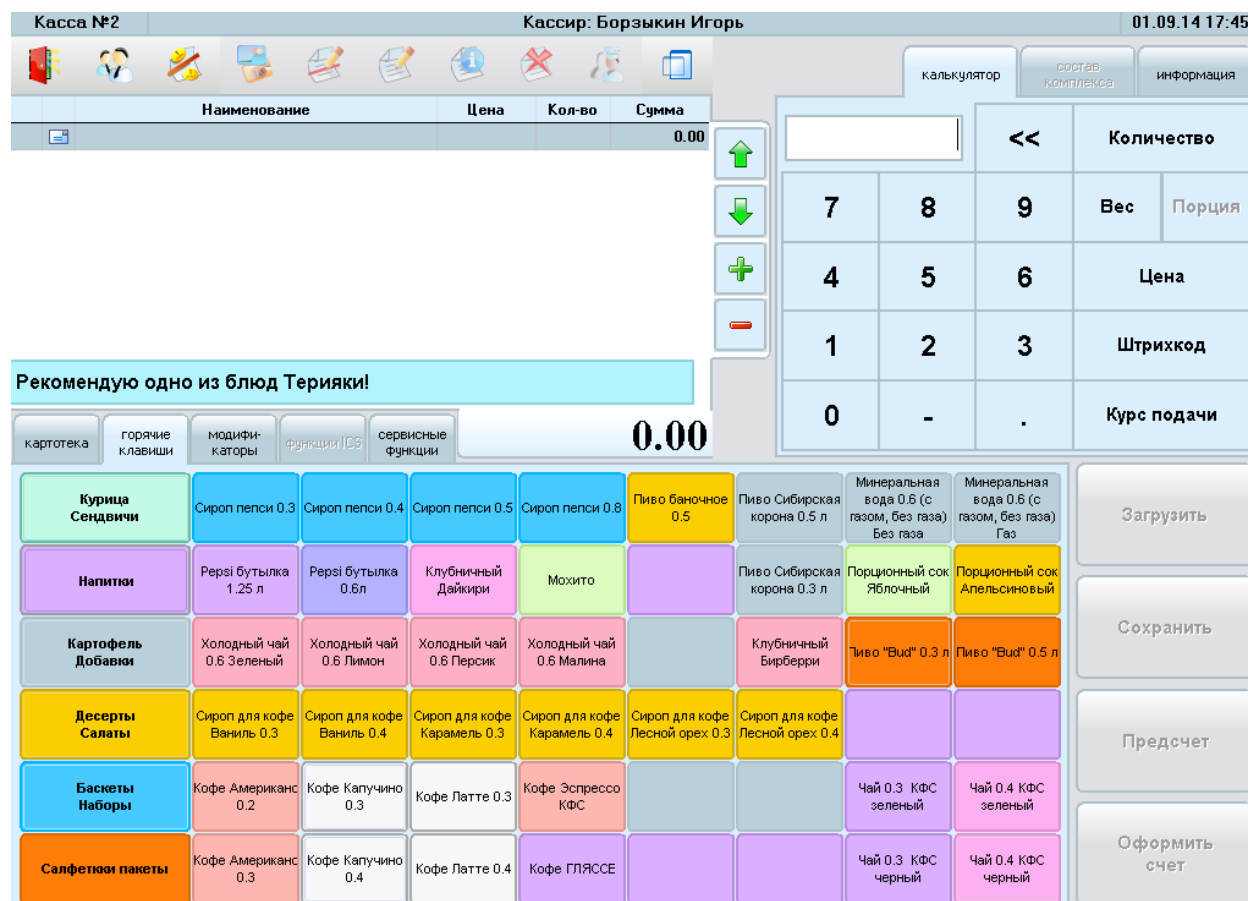 Касса №2 Кассир: Борзыкин Игорь 01.09.14 17:45
калькулятор
состав
комплекса
информация
Наименование Цена Кол-во Сумма
0.00
<< Количество
7 8 9 Вес Порция
4 5 6 Цена
1 2 3 Штрихкод
0 - . Курс подачи
Рекомендую одно из блюд Терияки!
картотека
горячие
клавиши
модифи-
каторы
функции ICS
сервисные
функции
0.00
Курица
Сендвичи
Сироп пепси 0.3
Сироп пепси 0.4
Сироп пепси 0.5
Сироп пепси 0.8
Пиво баночное
0.5
Пиво Сибирская
корона 0.5 л
Минеральная
вода 0.6 (с
газом, без газа)
Без газа
Минеральная
вода 0.6 (с
газом, без газа)
Газ
Загрузить
Напитки
Pepsi бутылка
1.25 л
Pepsi бутылка
0.6л
Клубничный
Дайкири
Мохито
Пиво Сибирская
корона 0.3 л
Порционный сок
Яблочный
Порционный сок
Апельсиновый
Сохранить
Картофель
Добавки
Холодный чай
0.6 Зеленый
Холодный чай
0.6 Лимон
Холодный чай
0.6 Персик
Холодный чай
0.6 Малина
Клубничный
Бирберри
Пиво "Bud" 0.3 л
Пиво "Bud" 0.5 л
Десерты
Салаты
Сироп для кофе
Ваниль 0.3
Сироп для кофе
Ваниль 0.4
Сироп для кофе
Карамель 0.3
Сироп для кофе
Карамель 0.4
Сироп для кофе
Лесной орех 0.3
Сироп для кофе
Лесной орех 0.4
Предсчет
Баскеты
Наборы
Кофе Американо
0.2
Кофе Капучино
0.3
Кофе Латте 0.3
Кофе Эспрессо
КФС
Чай 0.3 КФС
зеленый
Чай 0.4 КФС
зеленый
Оформить
счет
Салфетки пакеты
Кофе Американо
0.3
Кофе Капучино
0.4
Кофе Латте 0.4
Кофе ГЛЯССЕ
Чай 0.3 КФС
черный
Чай 0.4 КФС
черный